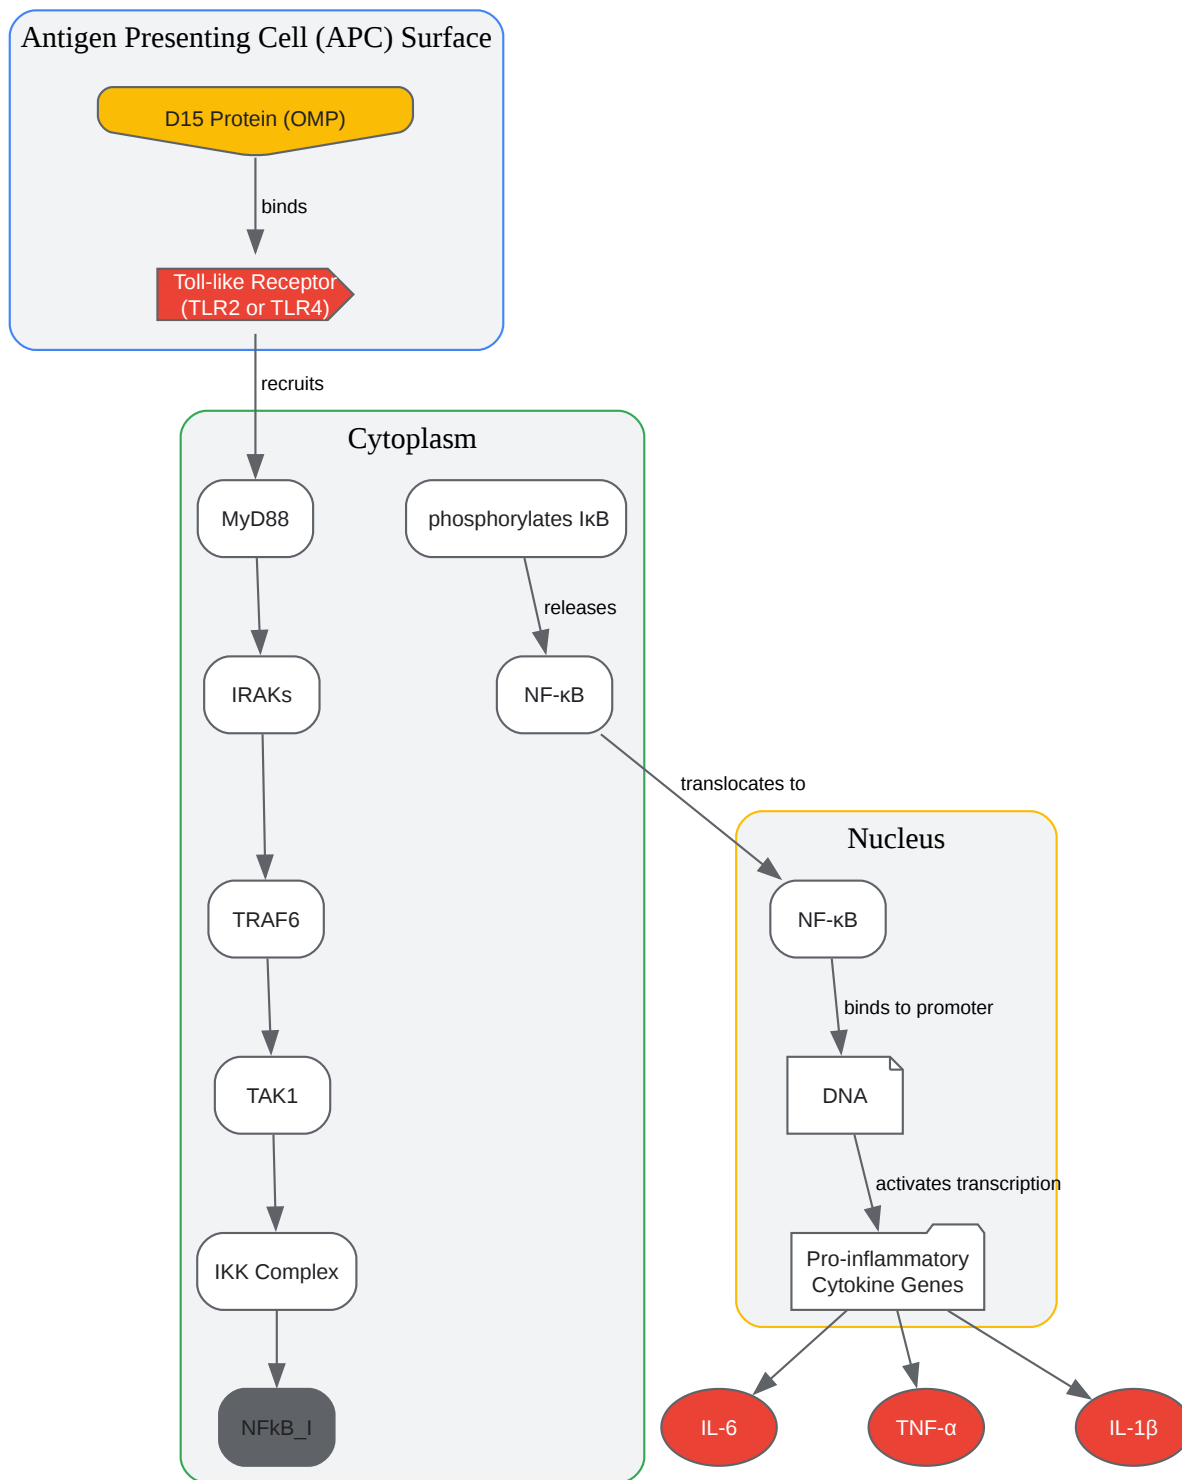 Antigen Presenting Cell (APC) Surface
D15 Protein (OMP)
binds
Toll-like Receptor
(TLR2 or TLR4)
recruits
Cytoplasm
MyD88
phosphorylates IκB
releases
IRAKs
NF-κB
translocates to
Nucleus
TRAF6
NF-κB
binds to promoter
TAK1
DNA
activates transcription
IKK Complex
Pro-inflammatory
Cytokine Genes
NFkB_I
IL-6
TNF-α
IL-1β